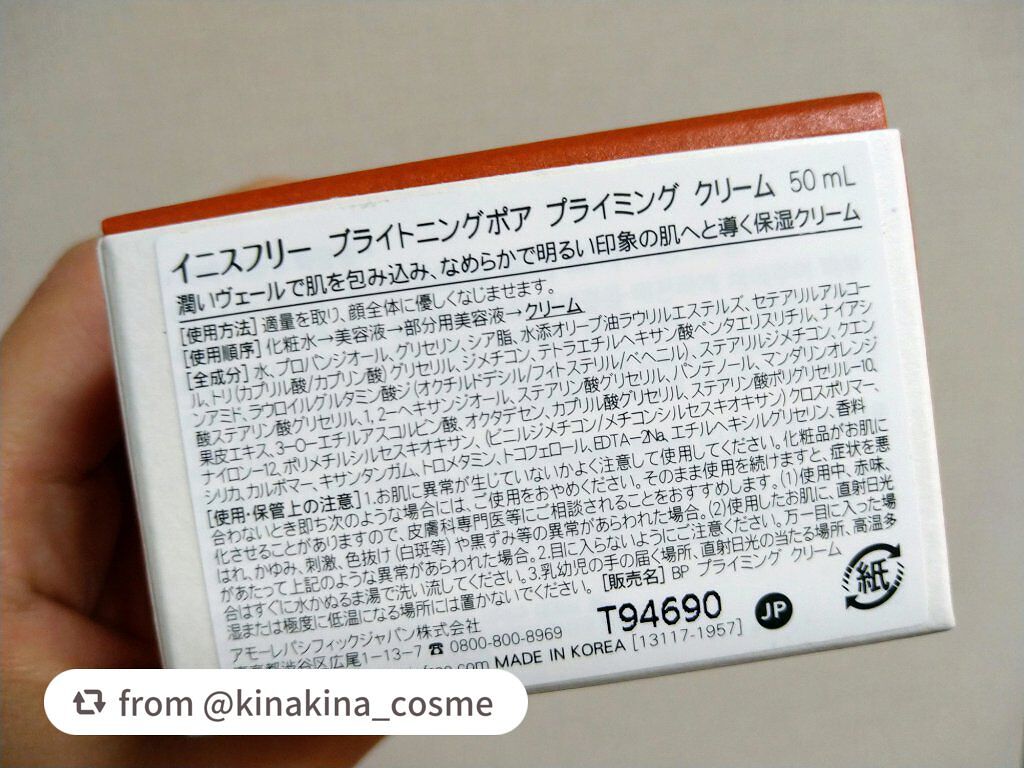 イニスフリー ブライトニングポア プライミング クリーム 50 mL
潤いヴェールで肌を包み込み、なめらかで明るい印象の肌へと導く保湿クリーム
[使用方法] 適量を取り、顔全体に優しくなじませます。
[使用順序] 化粧水→美容液→部分用美容液→クリーム
[全成分] 水、プロパンジオール、グリセリン、シア脂、水添オリーブ油ラウリルエステルズ、セテアリルアルコー
ル、トリ(カプリル酸/カプリン酸) グリセリル、ジメチコン、テトラエチルヘキサン酸ペンタエリスリチル、ナイアシ
ンアミド、ラウロイルグルタミン酸ジ(オクチルドデシル/フィトステリル/ベヘニル)、ステアリルジメチコン、クエン
酸ステアリン酸グリセリル、1,2-ヘキサンジオール、ステアリン酸グリセリル、パンテノール、マンダリンオレンジ
果皮エキス、3-O-エチルアスコルビン酸、オクタデセン、カプリル酸グリセリル、ステアリン酸ポリグリセリル-10、
ナイロン-12、ポリメチルシルセスキオキサン、(ビニルジメチコン/メチコンシルセスキオキサン) クロスポリマー、
シリカ、カルボマー、キサンタンガム、トロメタミン、トコフェロール、EDTA-2Na、エチルヘキシルグリセリン、香料
[使用・保管上の注意] 1.お肌に異常が生じていないかよく注意して使用してください。化粧品がお肌に
合わないとき即ち次のような場合には、ご使用をおやめください。そのまま使用を続けますと、症状を悪
化させることがありますので、皮膚科専門医等にご相談されることをおすすめします。(1)使用中、赤味、
はれ、かゆみ、刺激、色抜け(白斑等)や黒ずみ等の異常があらわれた場合。(2)使用したお肌に、直射日光
があたって上記のような異常があらわれた場合。2.目に入らないようにご注意ください。万一目に入った場
合はすぐに水かぬるま湯で洗い流してください。3.乳幼児の手の届く場所、直射日光の当たる場所、高温多
湿または極度に低温になる場所には置かないでください。[販売名] BP プライミング クリーム
アモーレパシフィックジャパン株式会社
東京都渋谷区広尾1-13-7 ☎ 0800-800-8969
MADE IN KOREA [13117-1957]
T94690
JP
紙
from @kinakina_cosme